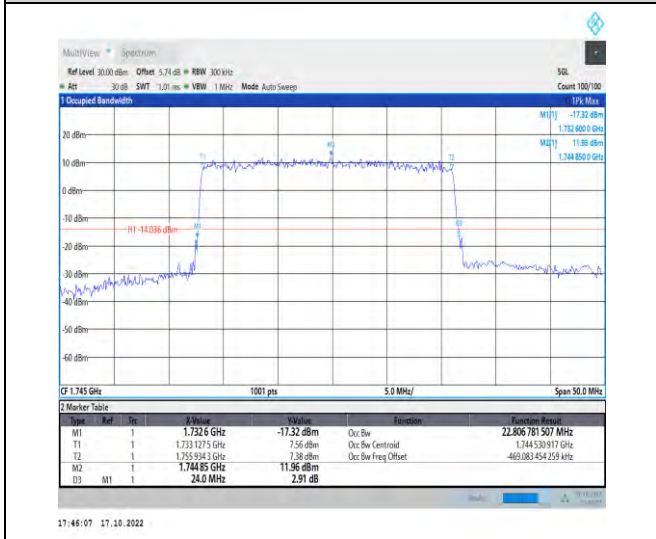 MultiView Spectrum
Ref Level 30.00 dBm Offset 5.74 dB RBW 300 kHz SGL
Att 30 dB SWT 1.01 ms VBW 1 MHz Mode Auto Sweep Count 100/100
1 Occupied Bandwidth 1Pk Max
M1[1] -17.32 dBm
1.732 600 0 GHz
M2[1] 11.96 dBm
1.744 850 0 GHz
20 dBm
M2
T1 T2
10 dBm
0 dBm
-10 dBm
H1 -14.036 dBm M1 D3
-20 dBm
-30 dBm
-40 dBm
-50 dBm
-60 dBm
CF 1.745 GHz 1001 pts 5.0 MHz/ Span 50.0 MHz
2 Marker Table
Type Ref Trc X-Value Y-Value Function Function Result
M1 1 1.732 6 GHz -17.32 dBm Occ Bw 22.806 781 507 MHz
T1 1 1.733 127 5 GHz 7.56 dBm Occ Bw Centroid 1.744 530 917 GHz
T2 1 1.755 934 3 GHz 7.38 dBm Occ Bw Freq Offset -469.083 454 259 kHz
M2 1 1.744 85 GHz 11.96 dBm
D3 M1 1 24.0 MHz 2.91 dB
17:46:07 17.10.2022